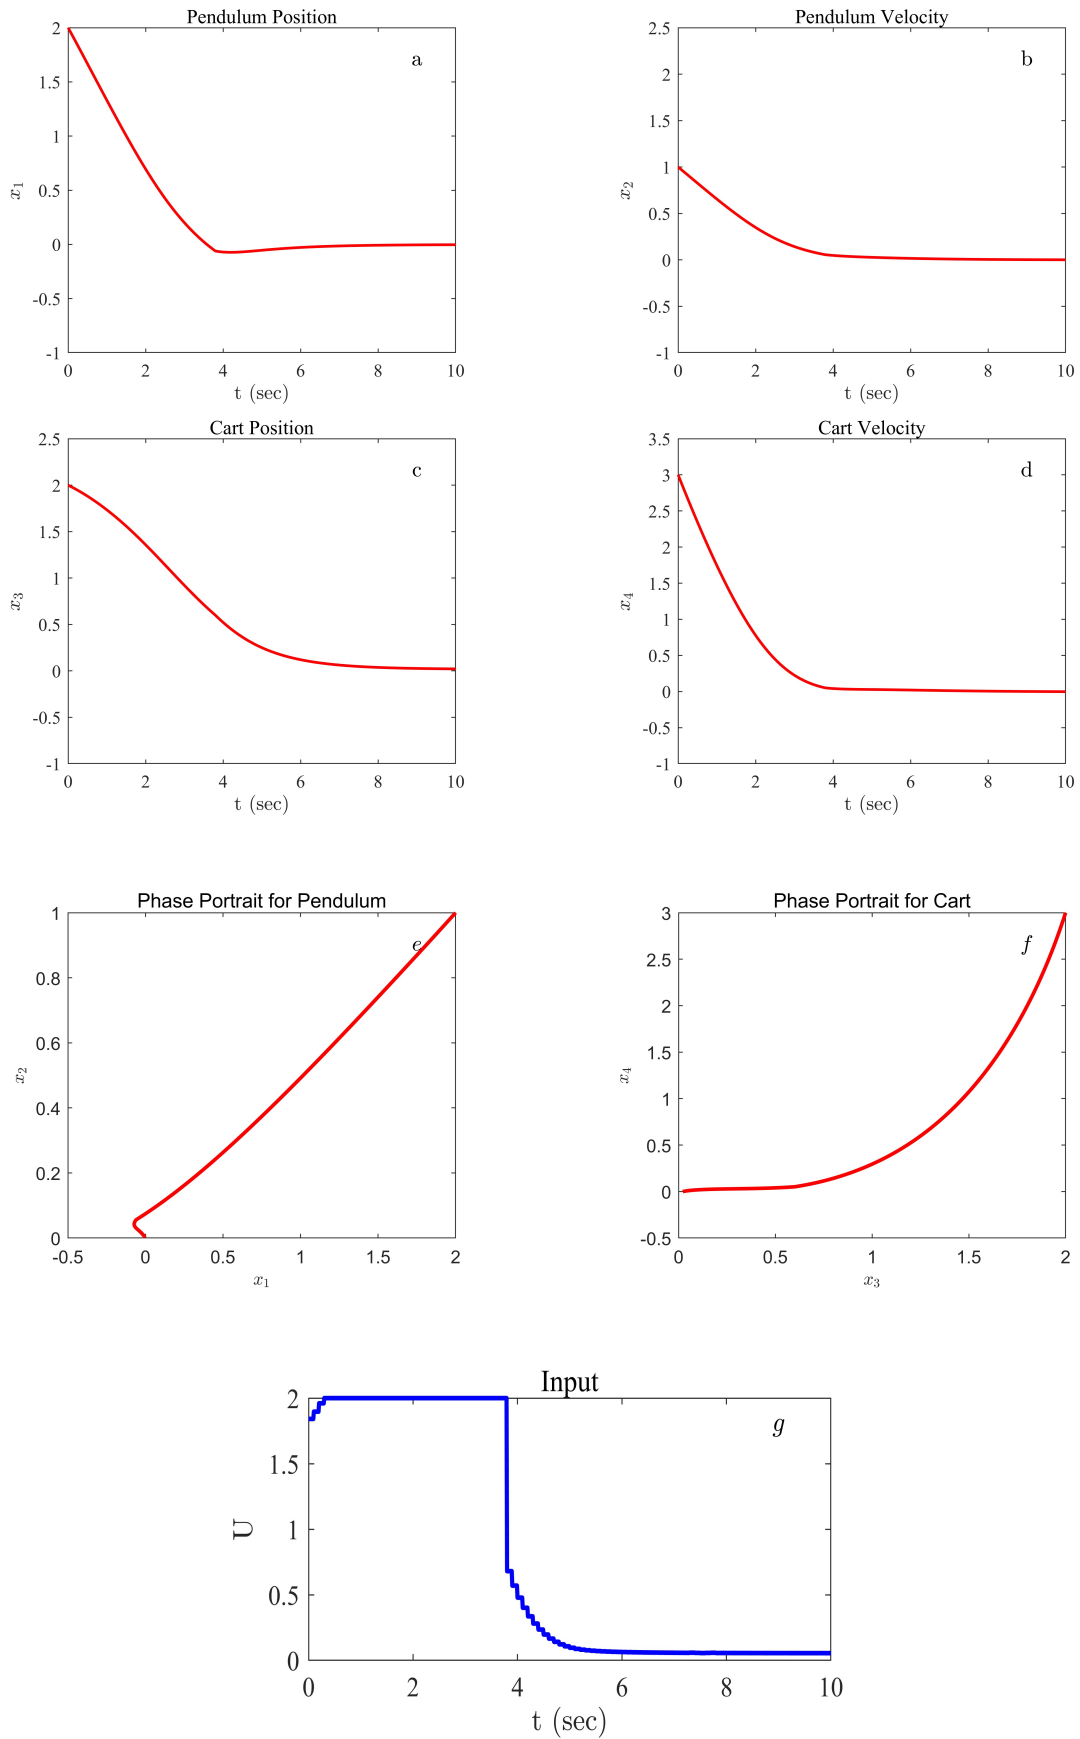 Pendulum Position
a
2
1.5
1
0.5
0
-0.5
-1
x1
0 2 4 6 8 10
t (sec)
Pendulum Velocity
b
2.5
2
1.5
1
0.5
0
-0.5
-1
x2
0 2 4 6 8 10
t (sec)
Cart Position
c
2.5
2
1.5
1
0.5
0
-0.5
-1
x3
0 2 4 6 8 10
t (sec)
Cart Velocity
d
3.5
3
2.5
2
1.5
1
0.5
0
-0.5
-1
x4
0 2 4 6 8 10
t (sec)
Phase Portrait for Pendulum
e
1
0.8
0.6
0.4
0.2
0
x2
-0.5 0 0.5 1 1.5 2
x1
Phase Portrait for Cart
f
3
2.5
2
1.5
1
0.5
0
-0.5
x4
0 0.5 1 1.5 2
x3
Input
g
2
1.5
1
0.5
0
U
0 2 4 6 8 10
t (sec)